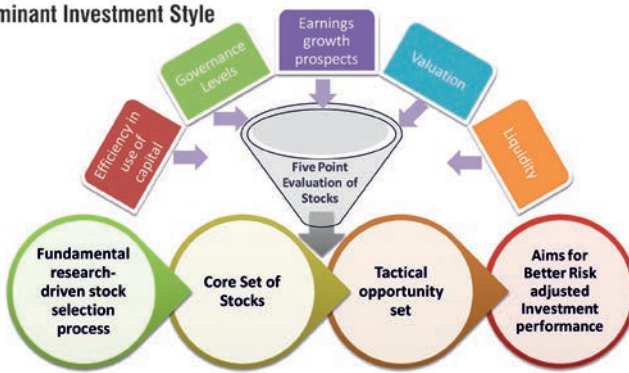 minant Investment Style
Efficiency in
use of
capital
Governance
Levels
Earnings
growth
prospects
Valuation
Liquidity
Five Point
Evaluation of
Stocks
Fundamental
research-
driven stock
selection
process
Core Set of
Stocks
Tactical
opportunity
set
Aims for
Better Risk
adjusted
Investment
performance